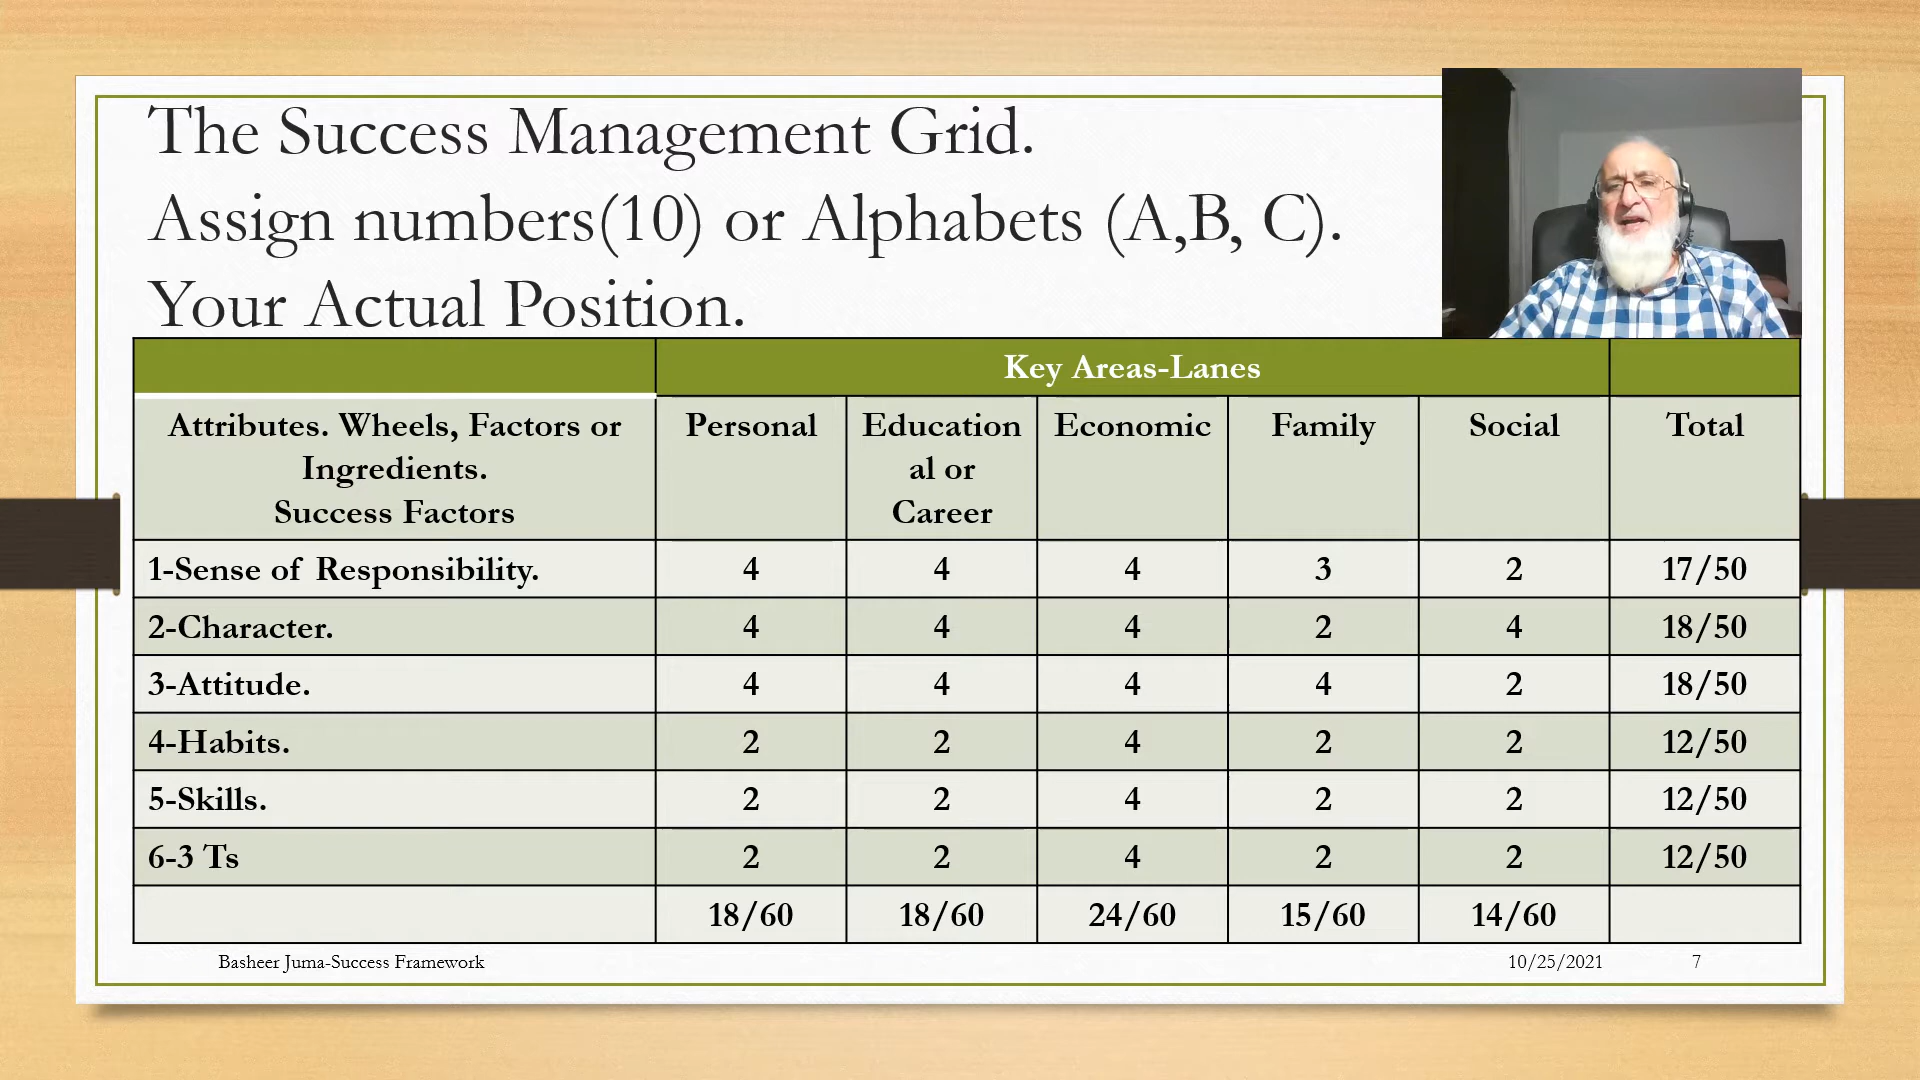 The Success Management Grid.
Assign numbers(10) or Alphabets (A,B, C).
Your Actual Position.
Key Areas-Lanes
Attributes. Wheels, Factors or
Ingredients.
Success Factors
Personal
Education
al or
Career
Economic
Family
Social
Total
1-Sense of Responsibility. 4 4 4 3 2 17/50
2-Character. 4 4 4 2 4 18/50
3-Attitude. 4 4 4 4 2 18/50
4-Habits. 2 2 4 2 2 12/50
5-Skills. 2 2 4 2 2 12/50
6-3 Ts 2 2 4 2 2 12/50
18/60 18/60 24/60 15/60 14/60
Basheer Juma-Success Framework 10/25/2021 7